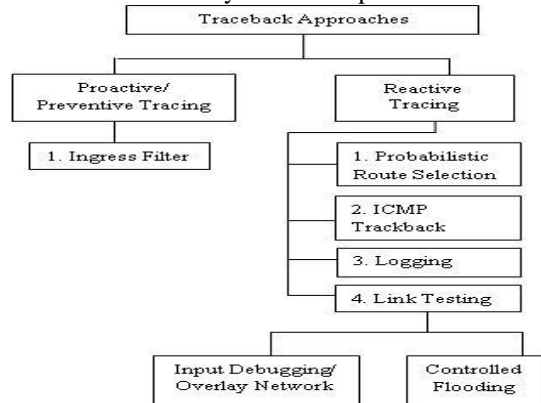 Traceback Approaches
Proactive/
Preventive Tracing
Reactive
Tracing
1. Ingress Filter
1. Probabilistic
Route Selection
2. ICMP
Trackback
3. Logging
4. Link Testing
Input Debugging/
Overlay Network
Controlled
Flooding